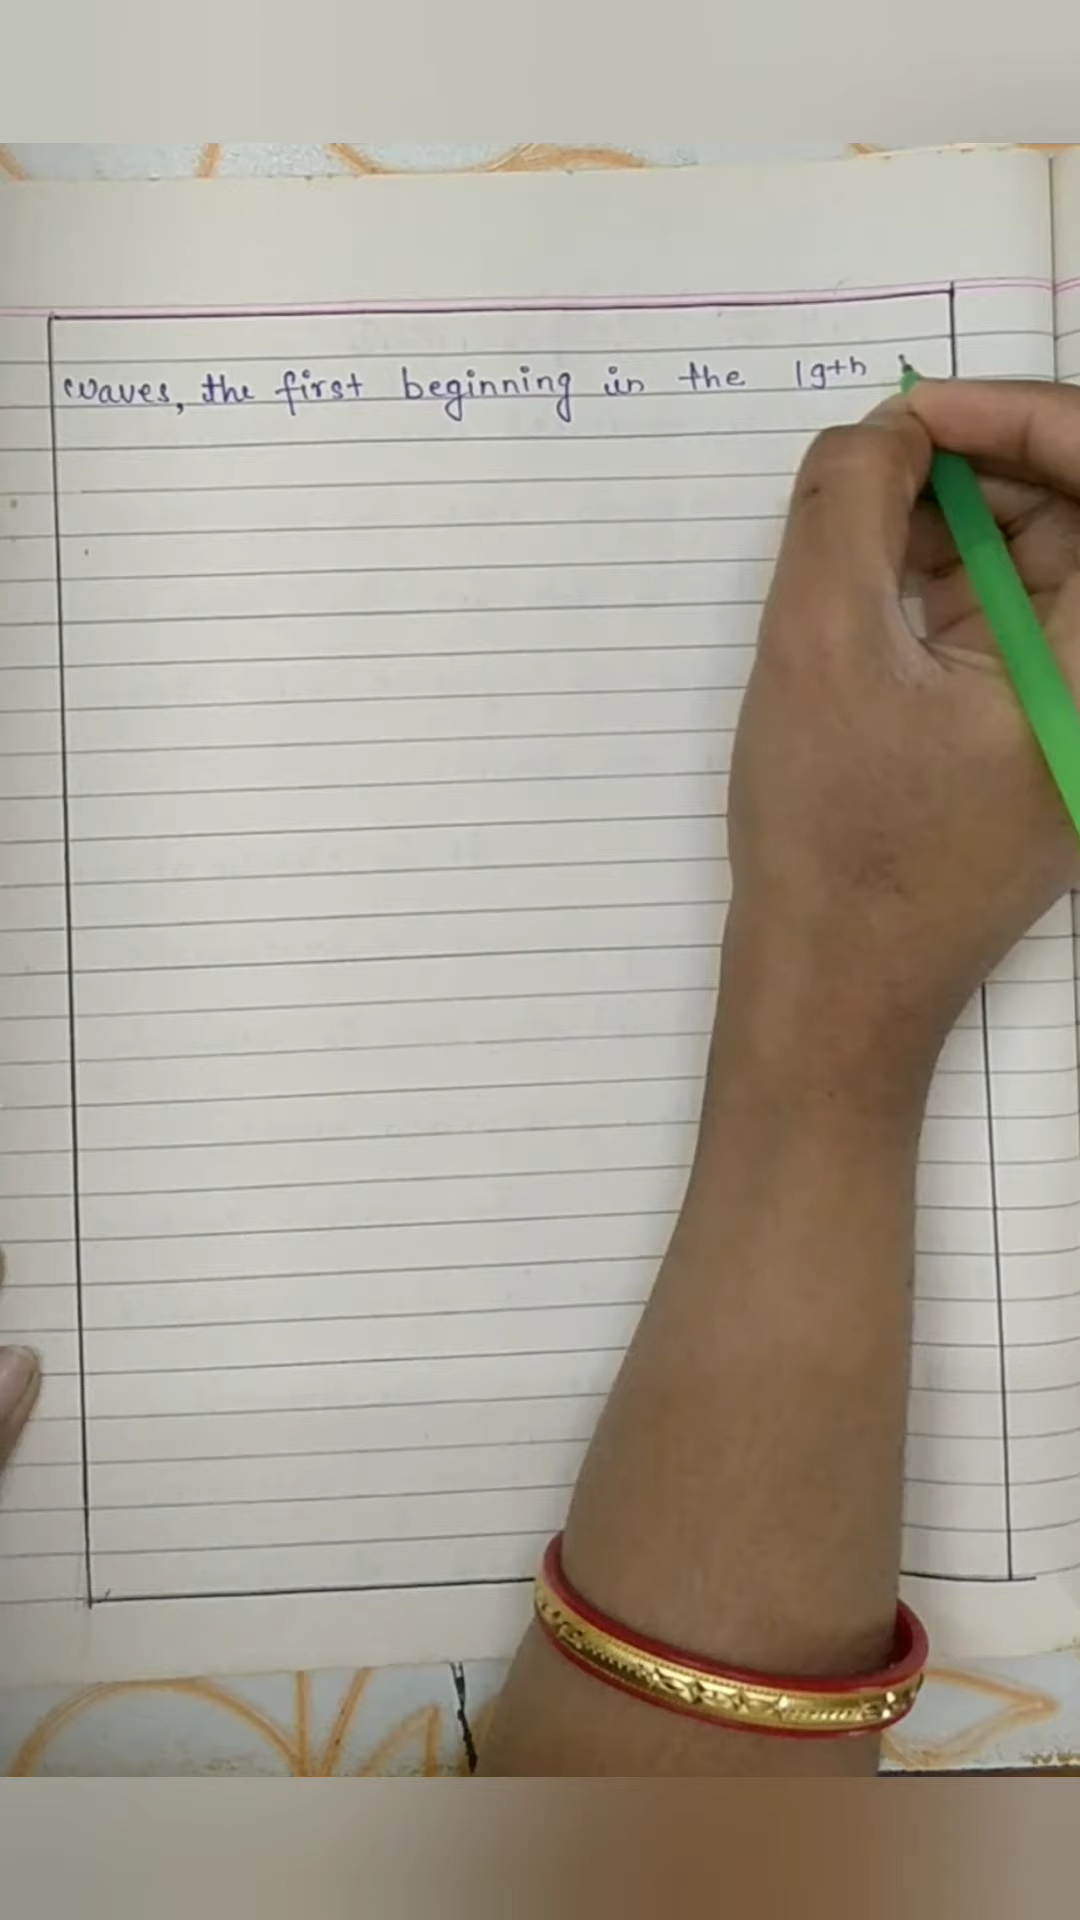 waves, the first beginning in the 19th